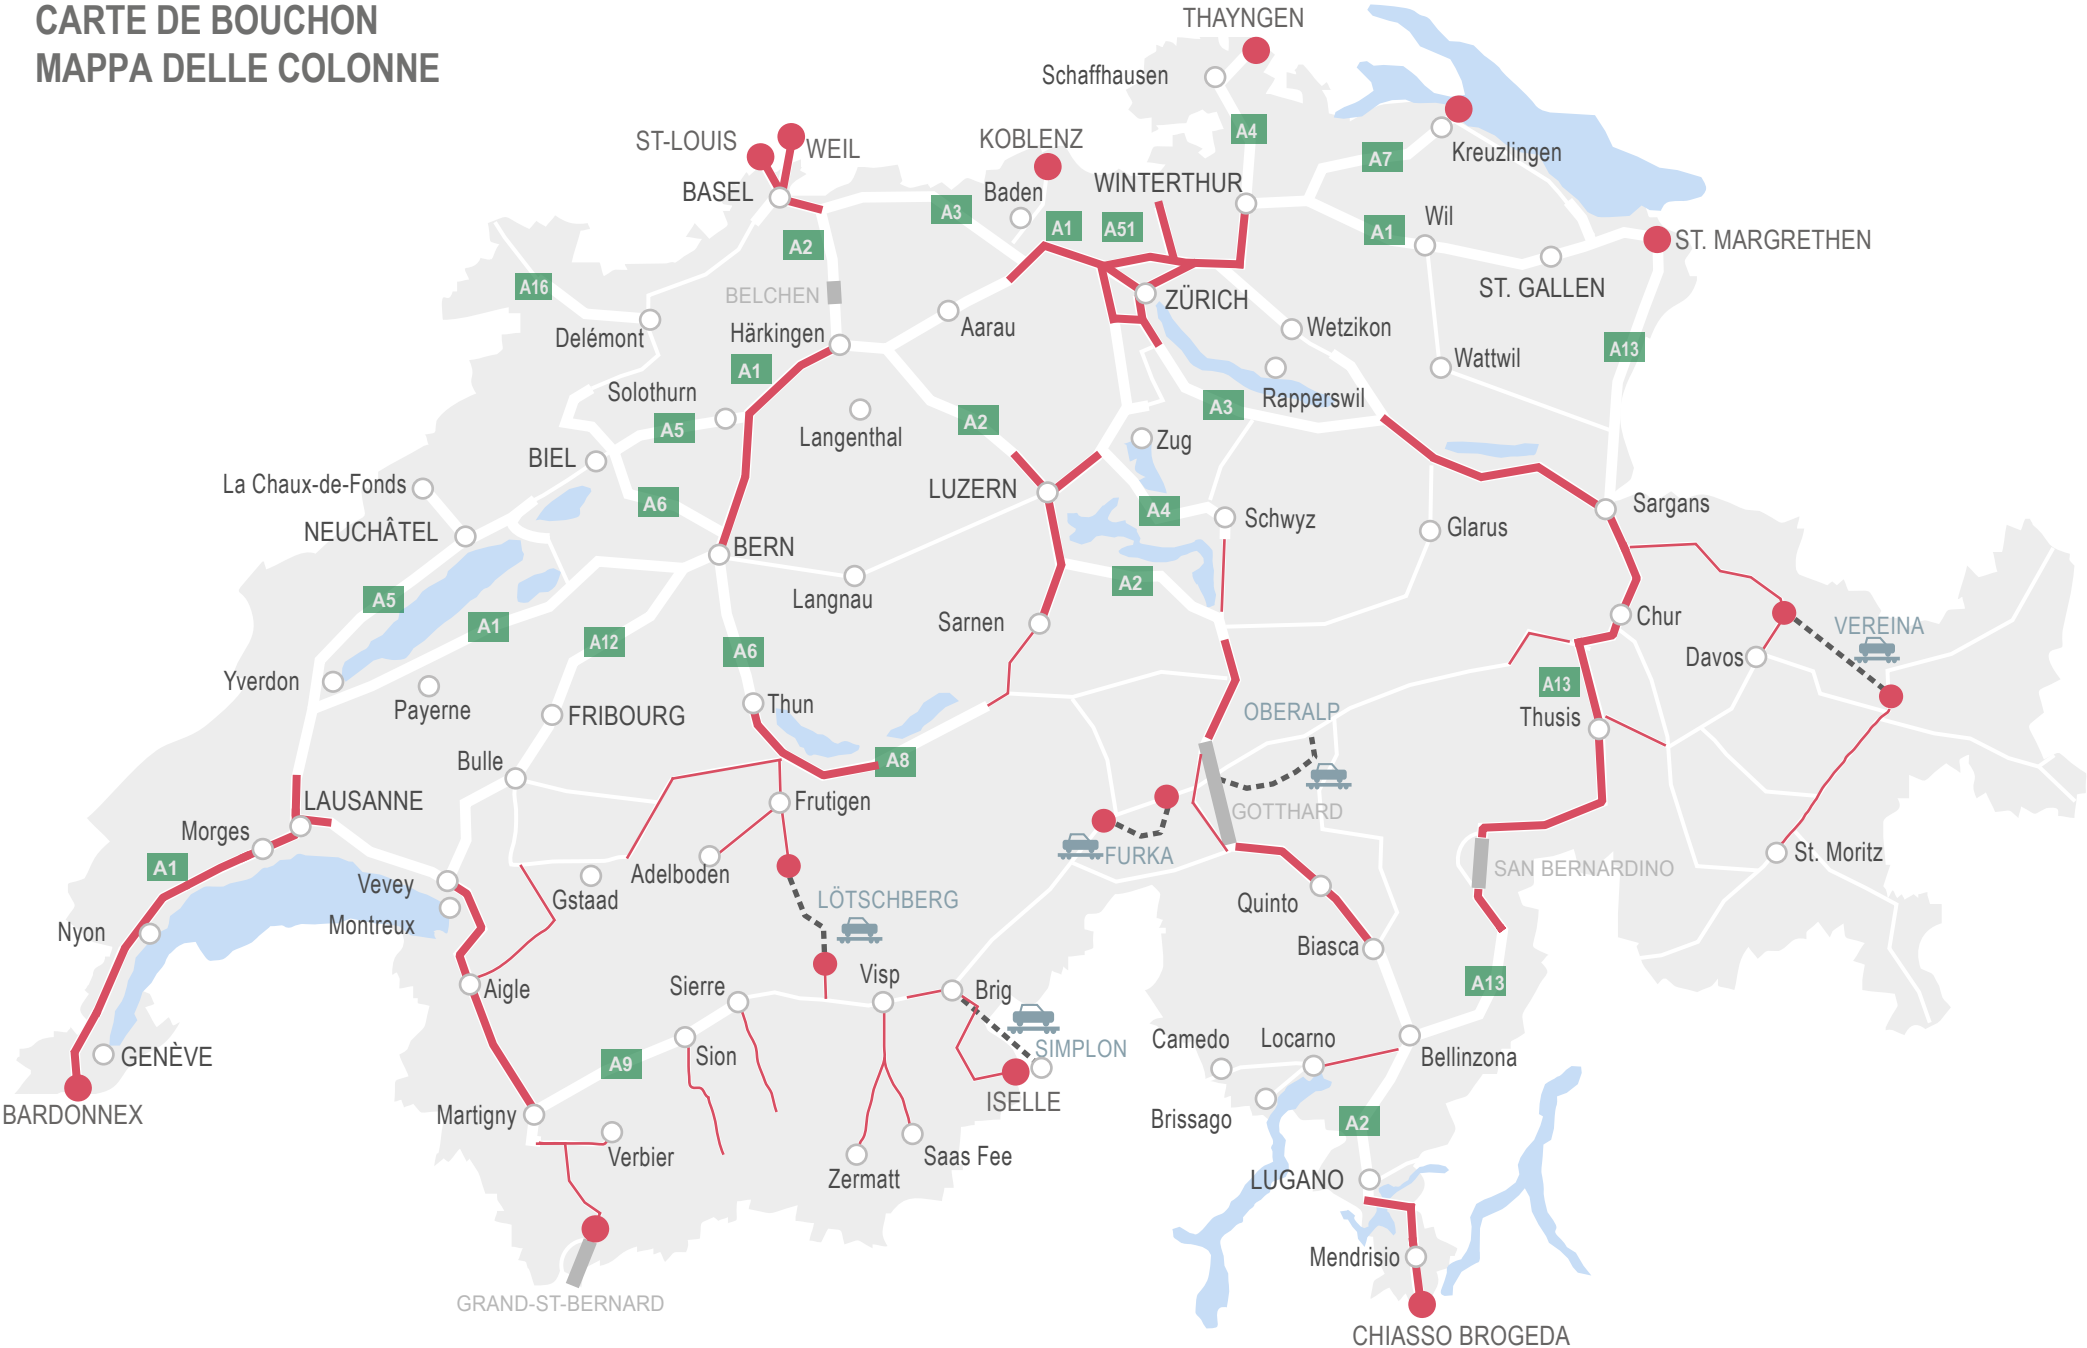 CARTE DE BOUCHON
MAPPA DELLE COLONNE
THAYNGEN
Schaffhausen
A4
ST-LOUIS
WEIL
KOBLENZ
A7
Kreuzlingen
BASEL
Baden
WINTERTHUR
A3
A1
A51
A1
Wil
ST. MARGRETHEN
A2
A16
BELCHEN
ZÜRICH
ST. GALLEN
Delémont
Härkingen
Aarau
Wetzikon
Wattwil
A13
A1
Solothurn
Rapperswil
A3
A5
Langenthal
A2
Zug
BIEL
La Chaux-de-Fonds
LUZERN
A6
A4
Schwyz
Glarus
Sargans
NEUCHÂTEL
BERN
A2
A5
Langnau
A1
Sarnen
Chur
VEREINA
A12
A6
Davos
Yverdon
A13
Payerne
FRIBOURG
Thun
OBERALP
Thusis
Bulle
A8
LAUSANNE
Frutigen
GOTTHARD
Morges
FURKA
St. Moritz
A1
Vevey
Adelboden
SAN BERNARDINO
Gstaad
LÖTSCHBERG
Quinto
Montreux
Nyon
Biasca
Aigle
Sierre
Visp
Brig
A13
GENÈVE
Sion
A9
SIMPLON
Camedo
Locarno
Bellinzona
BARDONNEX
Martigny
ISELLE
Brissago
A2
Verbier
Saas Fee
Zermatt
LUGANO
Mendrisio
GRAND-ST-BERNARD
CHIASSO BROGEDA